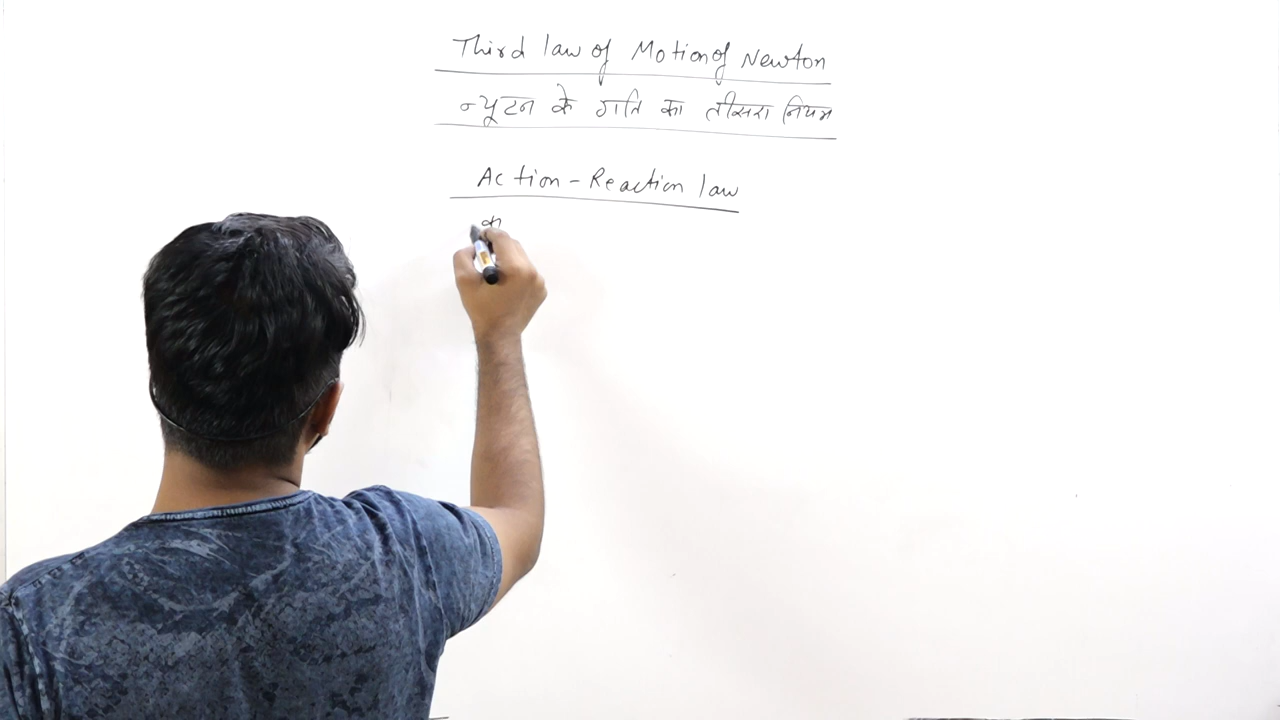 Third law of Motion of Newton
न्यूटन के गति का तीसरा नियम
Action - Reaction law